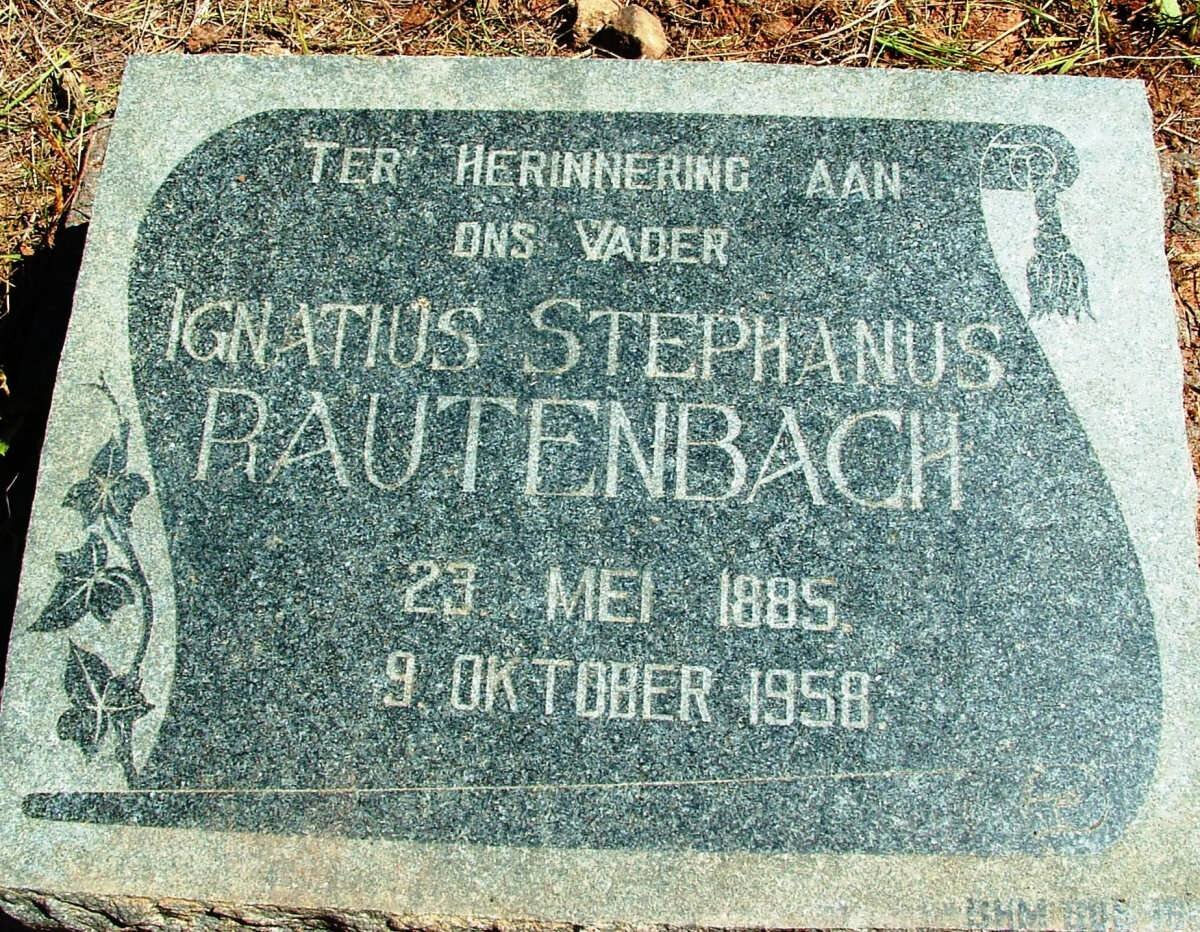 TER HERINNERING AAN
ONS VADER
IGNATIUS STEPHANUS
RAUTENBACH
23. MEI 1885.
9. OKTOBER 1958.